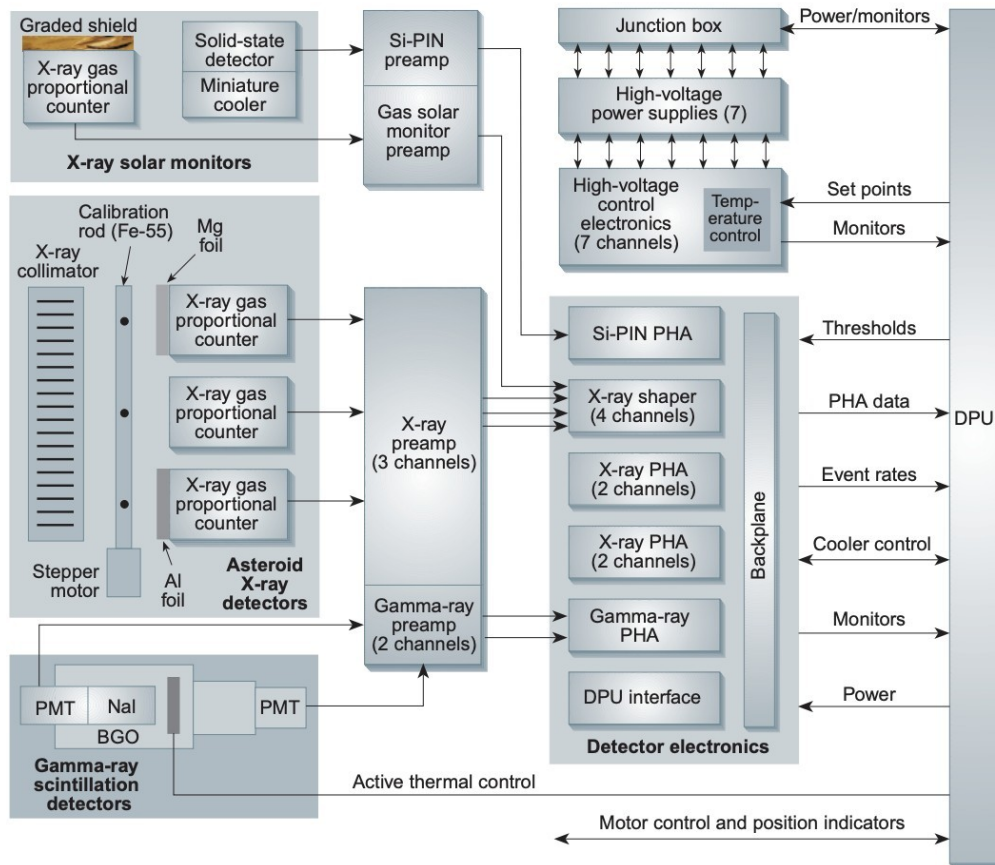 Graded shield
X-ray gas
proportional
counter
Solid-state
detector
Miniature
cooler
X-ray solar monitors
Si-PIN
preamp
Gas solar
monitor
preamp
Junction box
High-voltage
power supplies (7)
High-voltage
control
electronics
(7 channels)
Temp-
erature
control
Power/monitors
Set points
Monitors
Calibration
rod (Fe-55)
X-ray
collimator
Mg
foil
X-ray gas
proportional
counter
X-ray gas
proportional
counter
X-ray gas
proportional
counter
Stepper
motor
Al
foil
Asteroid
X-ray
detectors
X-ray
preamp
(3 channels)
Gamma-ray
preamp
(2 channels)
Si-PIN PHA
X-ray shaper
(4 channels)
X-ray PHA
(2 channels)
X-ray PHA
(2 channels)
Gamma-ray
PHA
DPU interface
Backplane
Detector electronics
Thresholds
PHA data
Event rates
Cooler control
Monitors
Power
DPU
PMT
NaI
BGO
PMT
Gamma-ray
scintillation
detectors
Active thermal control
Motor control and position indicators